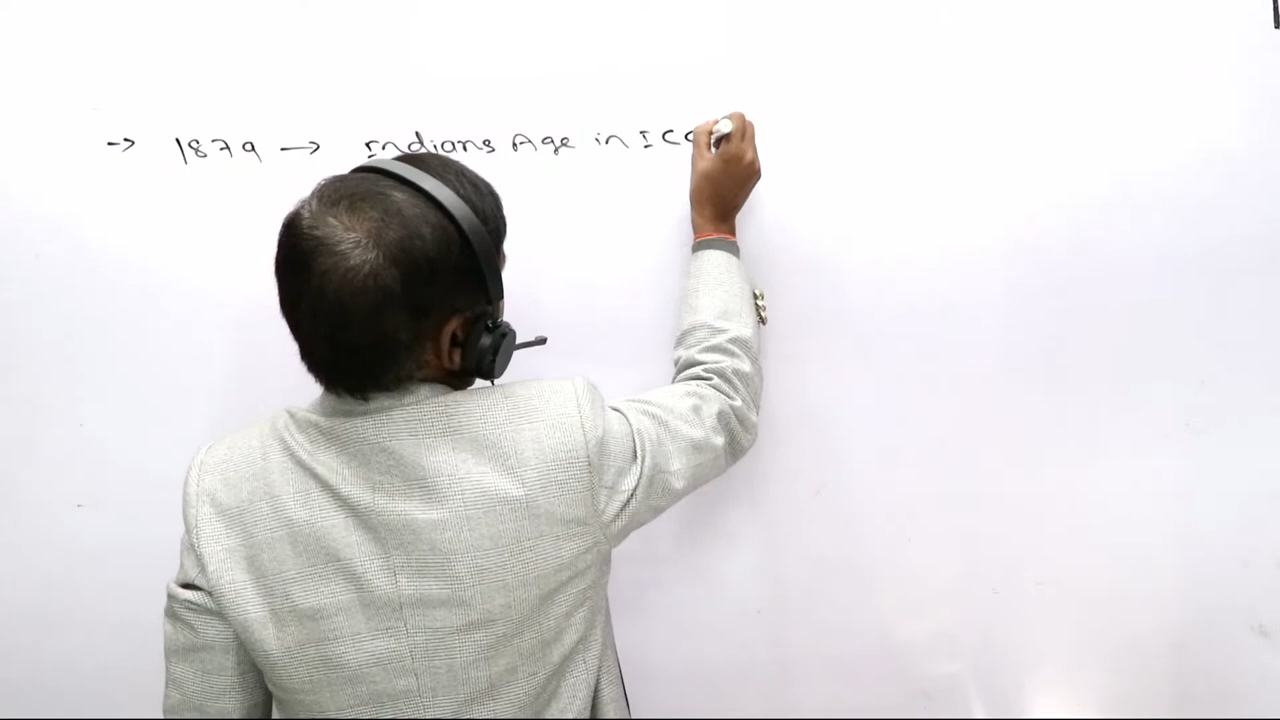 → 1879 → Indians Age in ICS